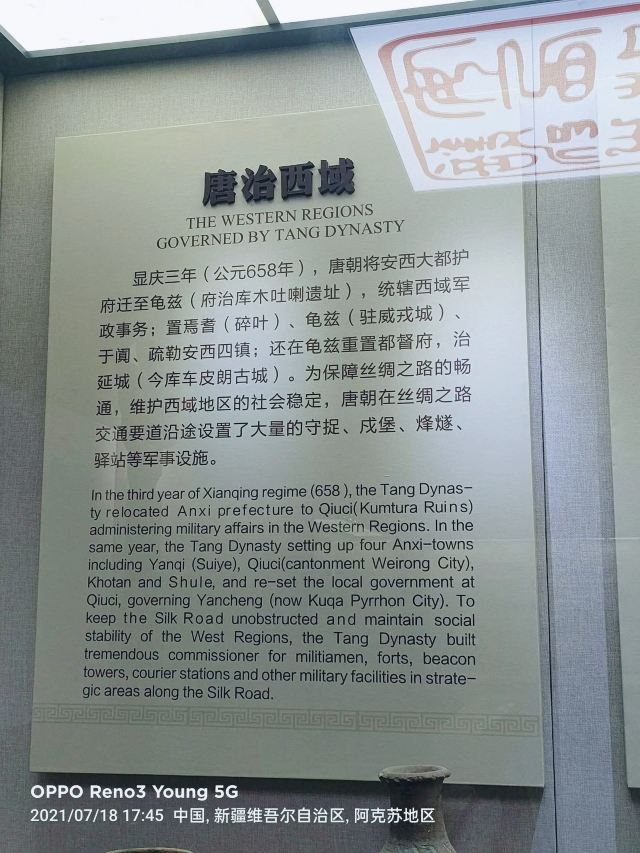 唐治西域
THE WESTERN REGIONS
GOVERNED BY TANG DYNASTY
显庆三年（公元658年），唐朝将安西大都护
府迁至龟兹（府治库木吐喇遗址），统辖西域军
政事务；置焉耆（碎叶）、龟兹（驻威戎城）、
于阗、疏勒安西四镇；还在龟兹重置都督府，治
延城（今库车皮朗古城）。为保障丝绸之路的畅
通，维护西域地区的社会稳定，唐朝在丝绸之路
交通要道沿途设置了大量的守捉、戍堡、烽燧、
驿站等军事设施。
In the third year of Xianqing regime (658 ), the Tang Dynas-
ty relocated Anxi prefecture to Qiuci(Kumtura Ruins)
administering military affairs in the Western Regions. In the
same year, the Tang Dynasty setting up four Anxi-towns
including Yanqi (Suiye), Qiuci(cantonment Weirong City),
Khotan and Shule, and re-set the local government at
Qiuci, governing Yancheng (now Kuqa Pyrrhon City). To
keep the Silk Road unobstructed and maintain social
stability of the West Regions, the Tang Dynasty built
tremendous commissioner for militiamen, forts, beacon
towers, courier stations and other military facilities in strate-
gic areas along the Silk Road.
OPPO Reno3 Young 5G
2021/07/18 17:45 中国, 新疆维吾尔自治区, 阿克苏地区